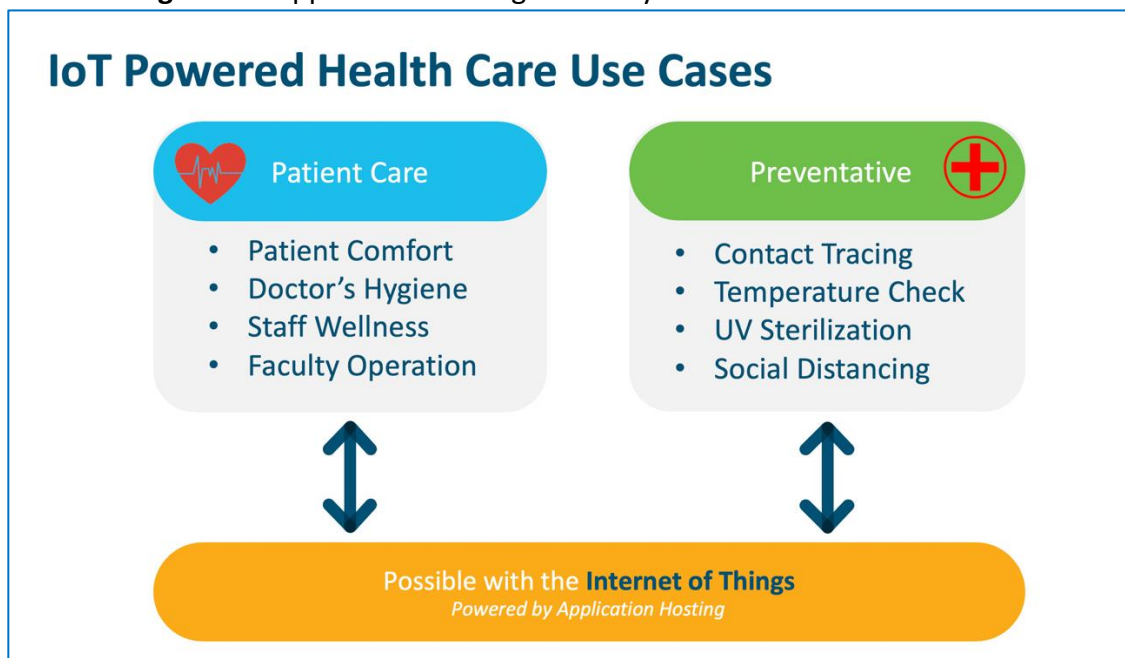 IoT Powered Health Care Use Cases
Patient Care
• Patient Comfort
• Doctor's Hygiene
• Staff Wellness
• Faculty Operation
Preventative
• Contact Tracing
• Temperature Check
• UV Sterilization
• Social Distancing
Possible with the Internet of Things
Powered by Application Hosting